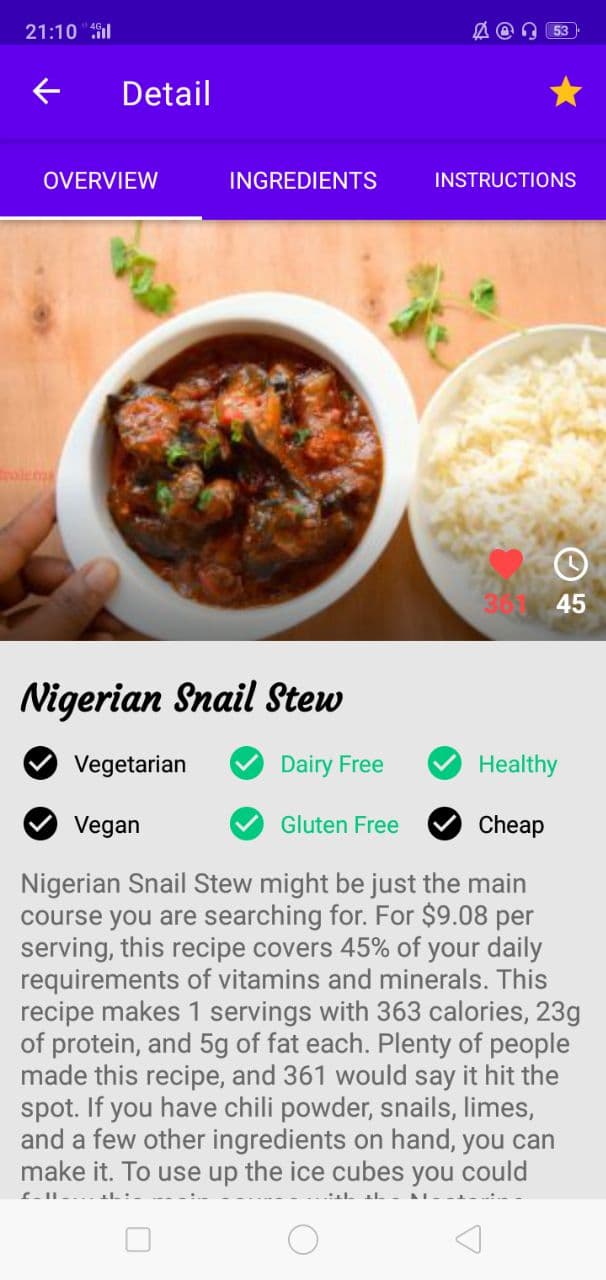 21:10 4G 53
Detail
OVERVIEW INGREDIENTS INSTRUCTIONS
361 45
Nigerian Snail Stew
Vegetarian Dairy Free Healthy
Vegan Gluten Free Cheap
Nigerian Snail Stew might be just the main
course you are searching for. For $9.08 per
serving, this recipe covers 45% of your daily
requirements of vitamins and minerals. This
recipe makes 1 servings with 363 calories, 23g
of protein, and 5g of fat each. Plenty of people
made this recipe, and 361 would say it hit the
spot. If you have chili powder, snails, limes,
and a few other ingredients on hand, you can
make it. To use up the ice cubes you could